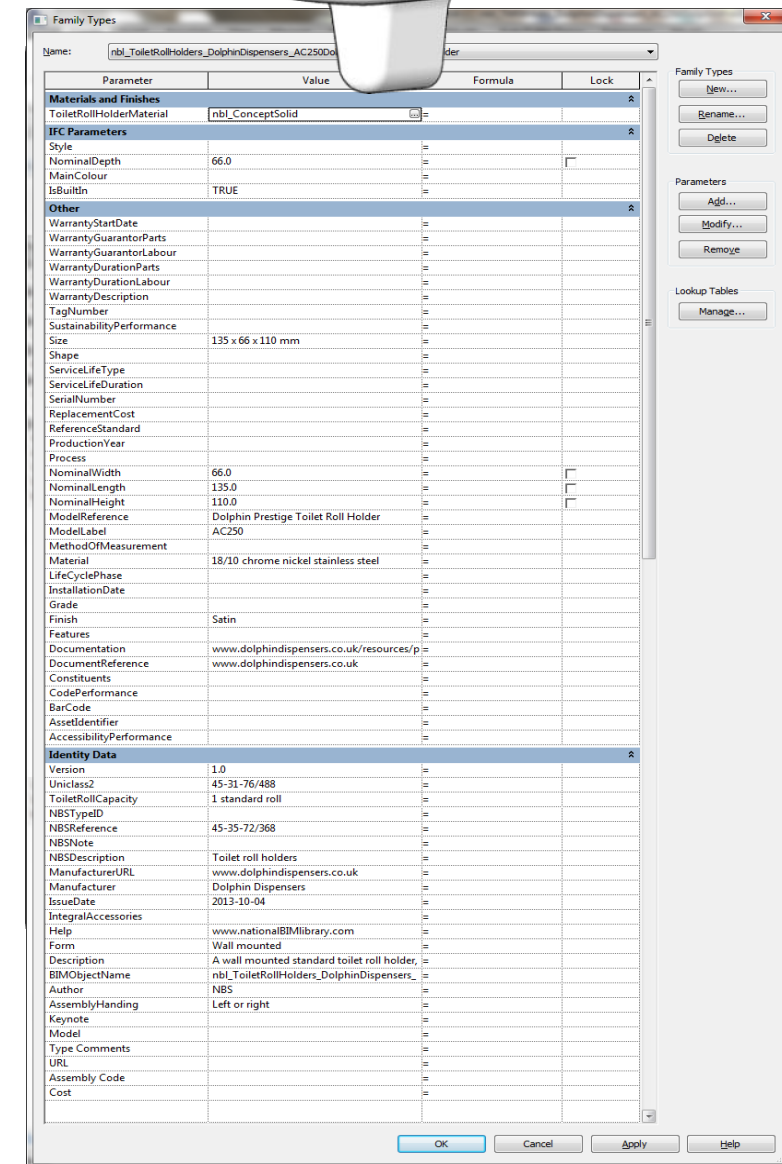 Family Types
Name: nbl_ToiletRollHolders_DolphinDispensers_AC250Do lder
Parameter Value Formula Lock
Materials and Finishes
ToiletRollHolderMaterial nbl_ConceptSolid ... =
IFC Parameters
Style =
NominalDepth 66.0 =
MainColour =
IsBuiltIn TRUE =
Other
WarrantyStartDate =
WarrantyGuarantorParts =
WarrantyGuarantorLabour =
WarrantyDurationParts =
WarrantyDurationLabour =
WarrantyDescription =
TagNumber =
SustainabilityPerformance =
Size 135 x 66 x 110 mm =
Shape =
ServiceLifeType =
ServiceLifeDuration =
SerialNumber =
ReplacementCost =
ReferenceStandard =
ProductionYear =
Process =
NominalWidth 66.0 =
NominalLength 135.0 =
NominalHeight 110.0 =
ModelReference Dolphin Prestige Toilet Roll Holder =
ModelLabel AC250 =
MethodOfMeasurement =
Material 18/10 chrome nickel stainless steel =
LifeCyclePhase =
InstallationDate =
Grade =
Finish Satin =
Features =
Documentation www.dolphindispensers.co.uk/resources/p =
DocumentReference www.dolphindispensers.co.uk =
Constituents =
CodePerformance =
BarCode =
AssetIdentifier =
AccessibilityPerformance =
Identity Data
Version 1.0 =
Uniclass2 45-31-76/488 =
ToiletRollCapacity 1 standard roll =
NBSTypeID =
NBSReference 45-35-72/368 =
NBSNote =
NBSDescription Toilet roll holders =
ManufacturerURL www.dolphindispensers.co.uk =
Manufacturer Dolphin Dispensers =
IssueDate 2013-10-04 =
IntegralAccessories =
Help www.nationalBIMlibrary.com =
Form Wall mounted =
Description A wall mounted standard toilet roll holder, =
BIMObjectName nbl_ToiletRollHolders_DolphinDispensers_ =
Author NBS =
AssemblyHanding Left or right =
Keynote =
Model =
Type Comments =
URL =
Assembly Code =
Cost =
Family Types
New...
Rename...
Delete
Parameters
Add...
Modify...
Remove
Lookup Tables
Manage...
OK Cancel Apply Help